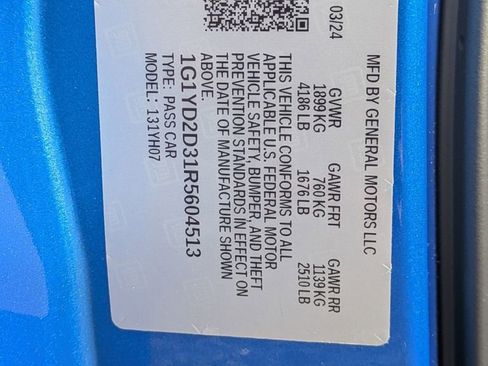 MFD BY GENERAL MOTORS LLC
03/24 GVWR GAWR FRT GAWR RR
1899 KG 760 KG 1139 KG
4186 LB 1676 LB 2510 LB
THIS VEHICLE CONFORMS TO ALL
APPLICABLE U.S. FEDERAL MOTOR
VEHICLE SAFETY, BUMPER, AND THEFT
PREVENTION STANDARDS IN EFFECT ON
THE DATE OF MANUFACTURE SHOWN
ABOVE.
1G1YD2D31R5604513
TYPE: PASS CAR
MODEL: 131YH07